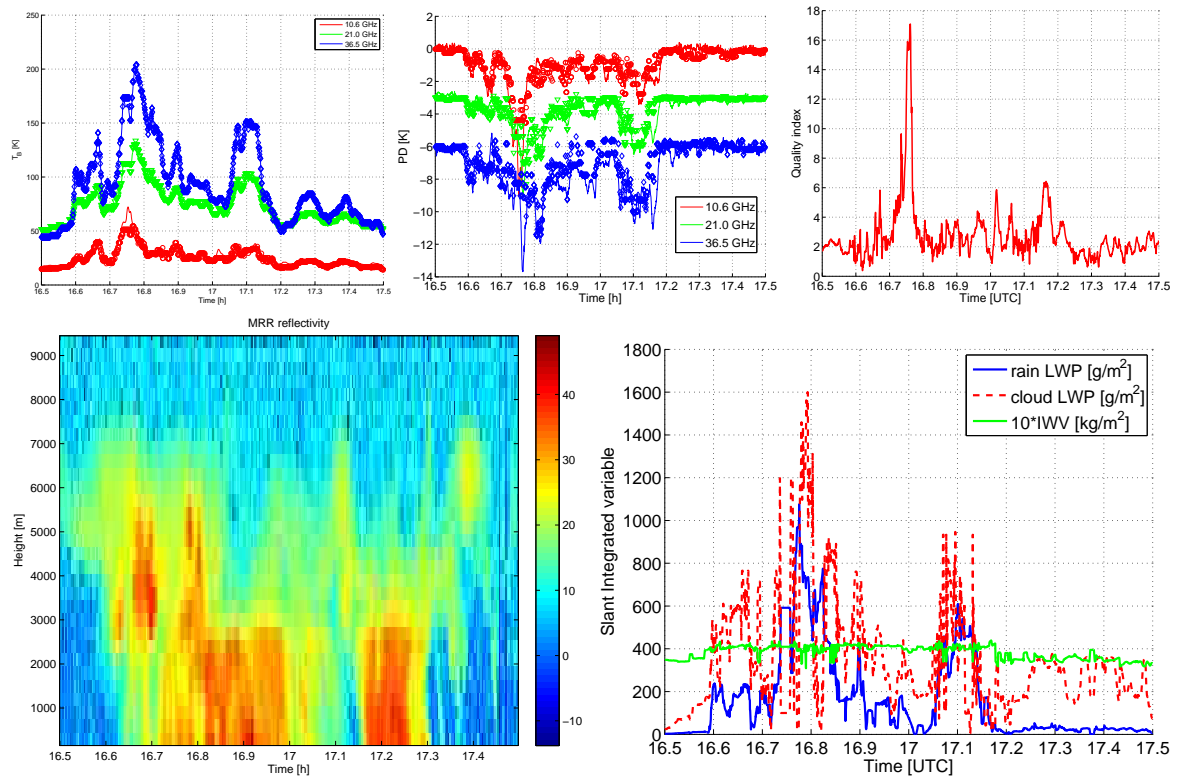 250
200
150
100
50
0
T_B [K]
16.5 16.6 16.7 16.8 16.9 17 17.1 17.2 17.3 17.4 17.5
Time [h]
10.6 GHz
21.0 GHz
36.5 GHz
2
0
−2
−4
−6
−8
−10
−12
−14
PD [K]
16.5 16.6 16.7 16.8 16.9 17 17.1 17.2 17.3 17.4 17.5
Time [h]
10.6 GHz
21.0 GHz
36.5 GHz
18
16
14
12
10
8
6
4
2
0
Quality index
16.5 16.6 16.7 16.8 16.9 17 17.1 17.2 17.3 17.4 17.5
Time [UTC]
MRR reflectivity
9000
8000
7000
6000
5000
4000
3000
2000
1000
Height [m]
16.5 16.6 16.7 16.8 16.9 17 17.1 17.2 17.3 17.4
Time [h]
40
30
20
10
0
−10
1800
1600
1400
1200
1000
800
600
400
200
0
Slant Integrated variable
16.5 16.6 16.7 16.8 16.9 17 17.1 17.2 17.3 17.4 17.5
Time [UTC]
rain LWP [g/m²]
cloud LWP [g/m²]
10*IWV [kg/m²]